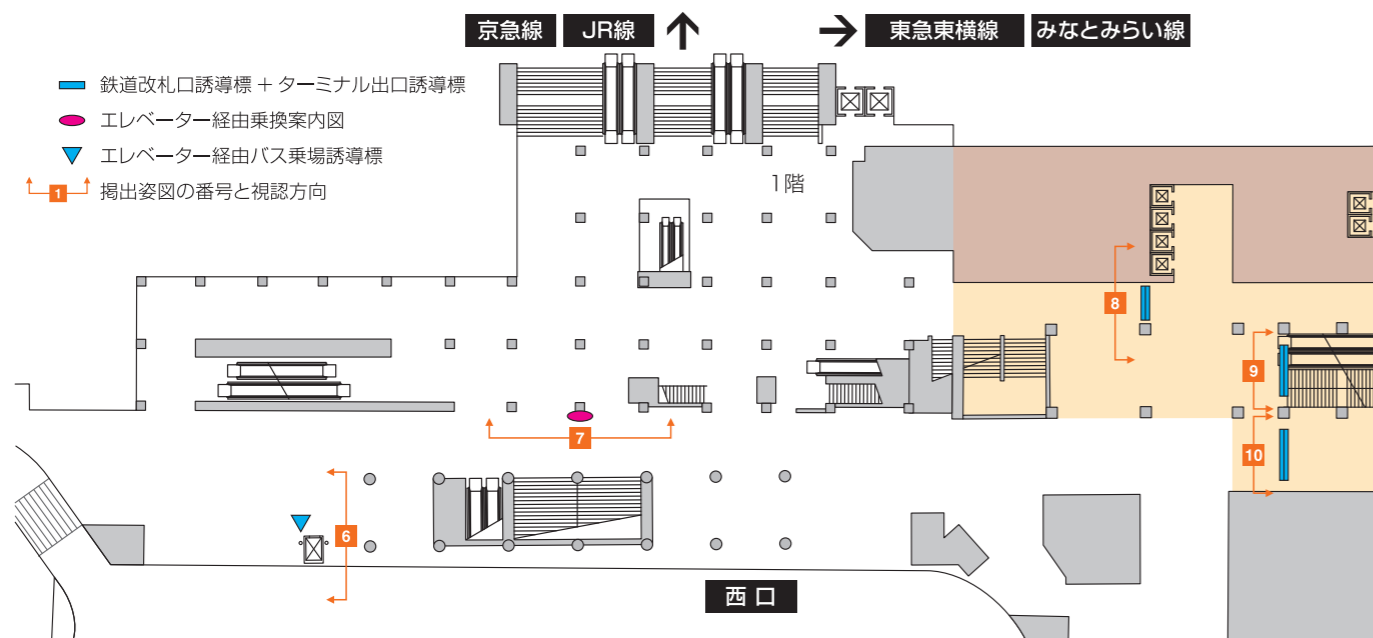 京急線 JR線 ↑ → 東急東横線 みなとみらい線
鉄道改札口誘導標 + ターミナル出口誘導標
エレベーター経由乗換案内図
エレベーター経由バス乗場誘導標
1 掲出姿図の番号と視認方向
1階
8
9
7
10
6
西口